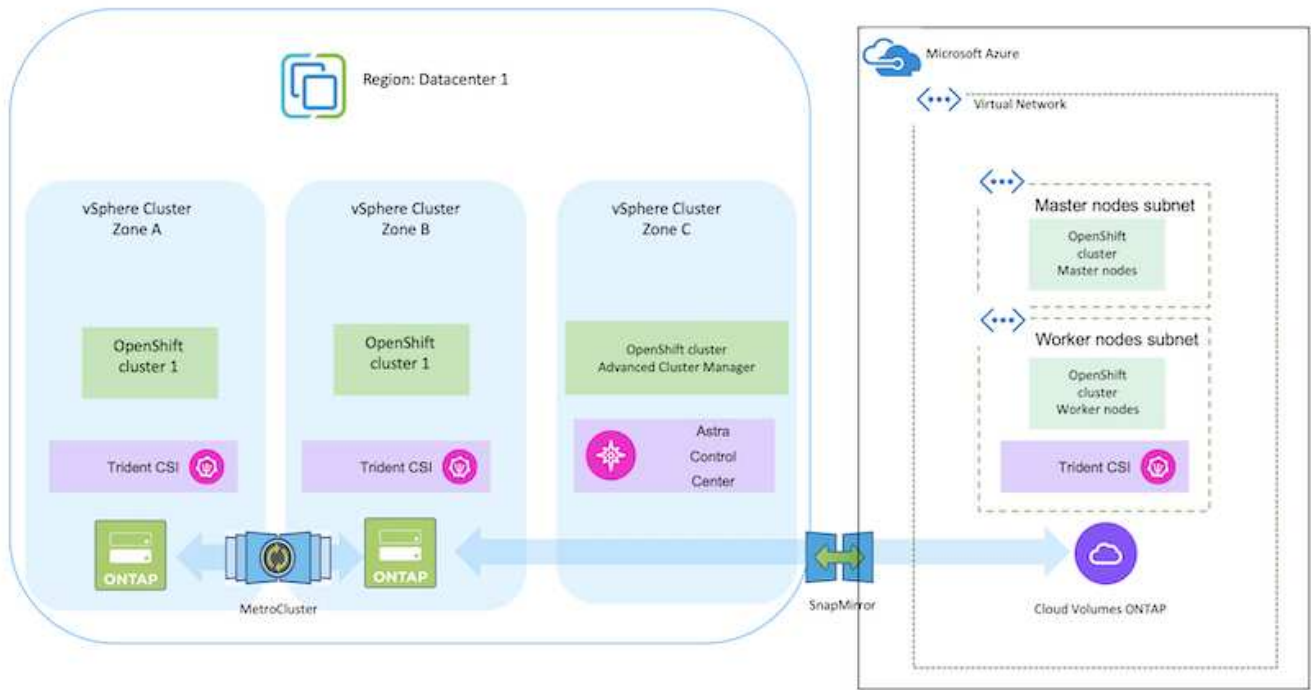 Region: Datacenter 1
vSphere Cluster
Zone A
OpenShift
cluster 1
Trident CSI
ONTAP
MetroCluster
vSphere Cluster
Zone B
OpenShift
cluster 1
Trident CSI
ONTAP
vSphere Cluster
Zone C
OpenShift cluster
Advanced Cluster Manager
Astra
Control
Center
SnapMirror
Microsoft Azure
Virtual Network
Master nodes subnet
OpenShift
cluster
Master nodes
Worker nodes subnet
OpenShift
cluster
Worker nodes
Trident CSI
Cloud Volumes ONTAP